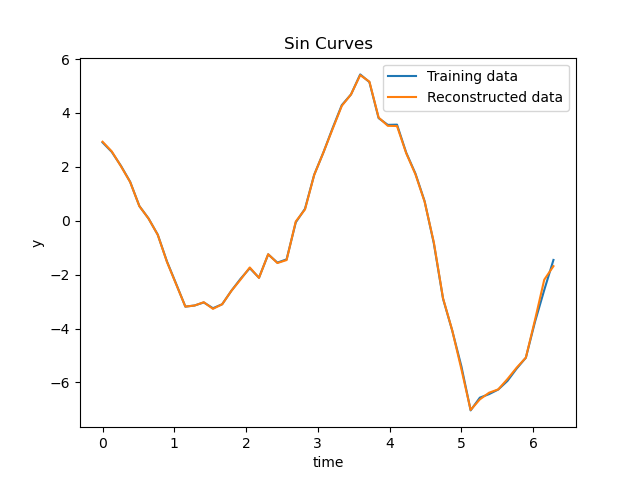 Sin Curves
Training data
Reconstructed data
6
4
2
0
−2
−4
−6
y
0 1 2 3 4 5 6
time